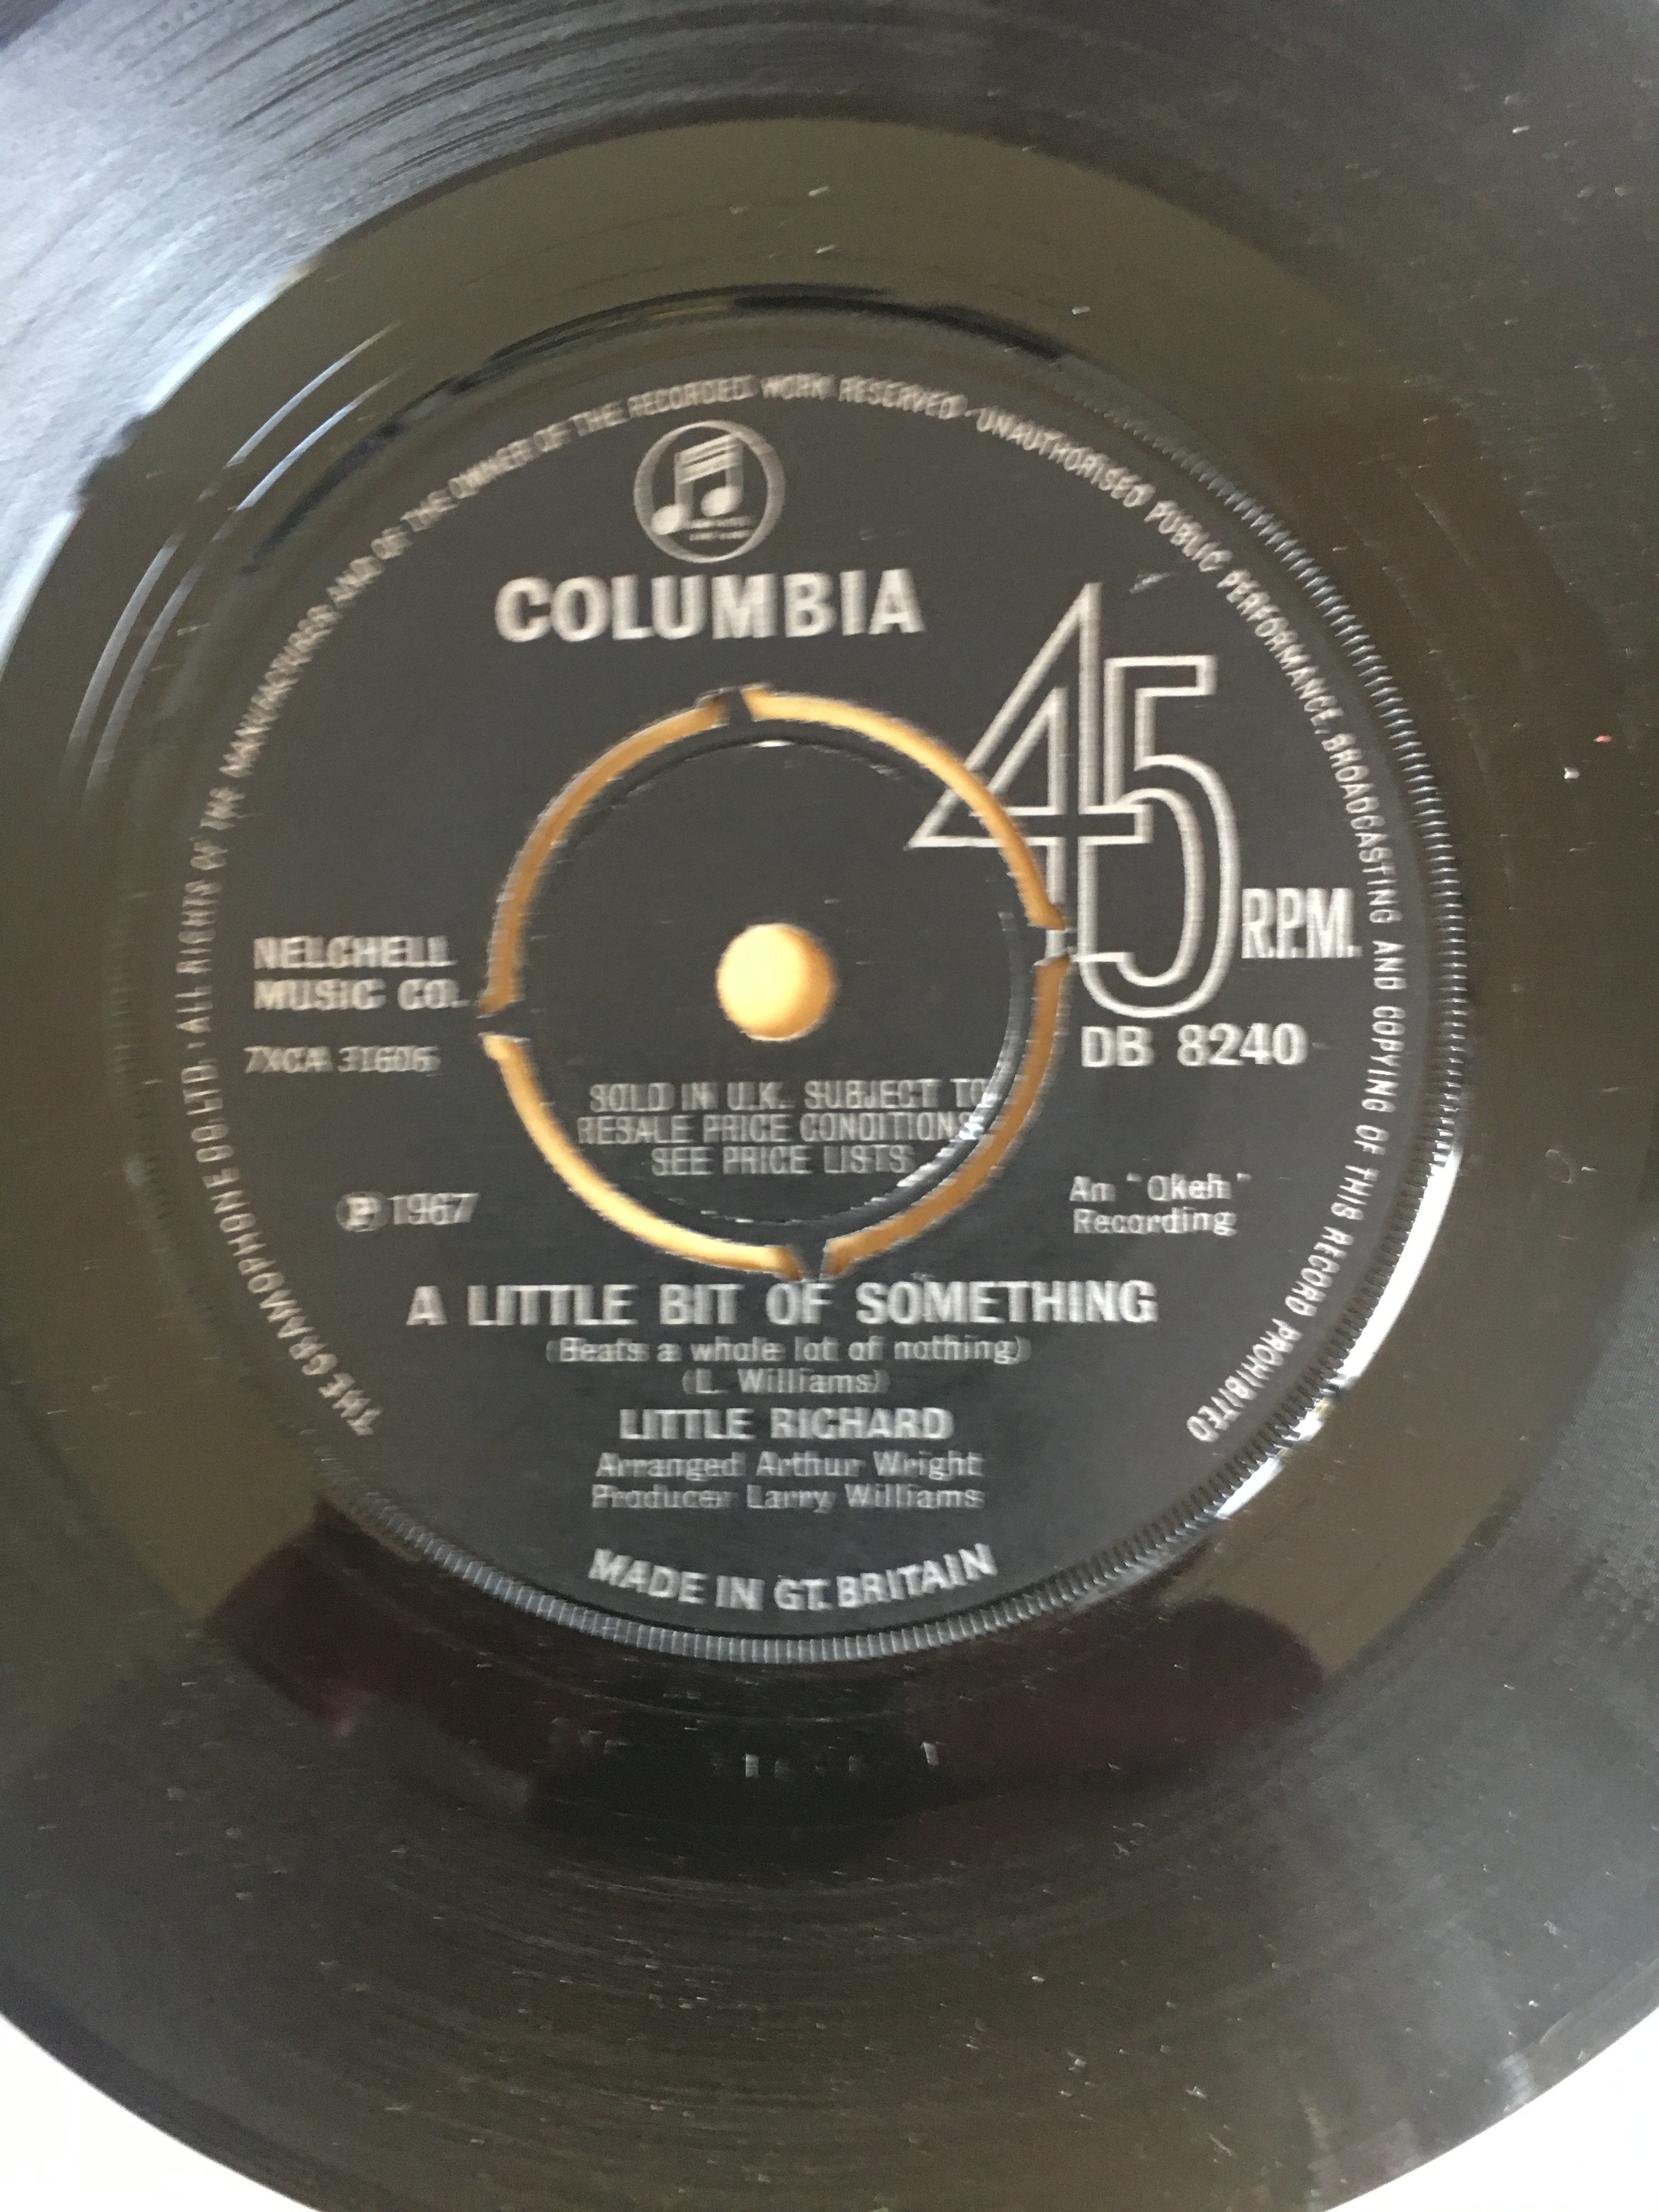 THE GRAMOPHONE CO LTD. · ALL RIGHTS OF THE MANUFACTURER AND OF THE OWNER OF THE RECORDED WORK RESERVED · UNAUTHORISED PUBLIC PERFORMANCE, BROADCASTING AND COPYING OF THIS RECORD PROHIBITED
COLUMBIA
45 R.P.M.
NELCHELL
MUSIC CO.
7XCA 31606
DB 8240
SOLD IN U.K. SUBJECT TO
RESALE PRICE CONDITIONS
SEE PRICE LISTS
Ⓟ 1967
An "Okeh"
Recording
A LITTLE BIT OF SOMETHING
(Beats a whole lot of nothing)
(L. Williams)
LITTLE RICHARD
Arranged Arthur Wright
Producer Larry Williams
MADE IN GT. BRITAIN